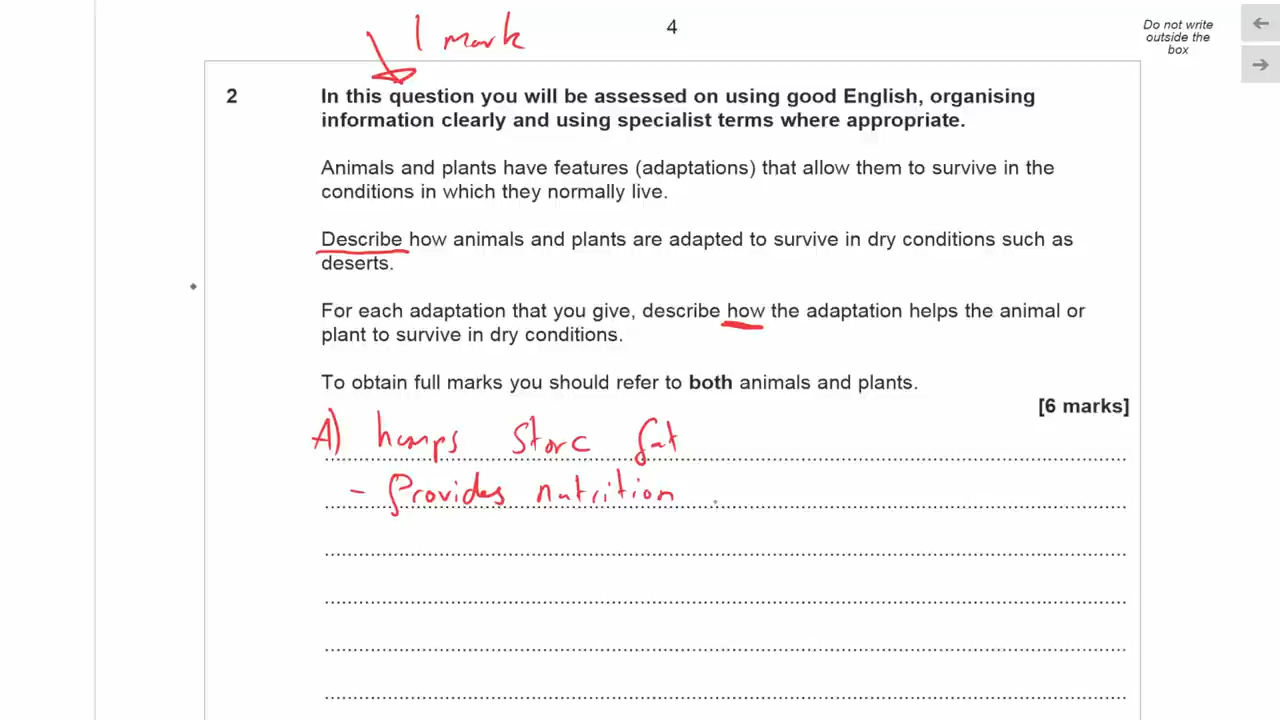 1 mark
4
Do not write
outside the
box
2
In this question you will be assessed on using good English, organising
information clearly and using specialist terms where appropriate.
Animals and plants have features (adaptations) that allow them to survive in the
conditions in which they normally live.
Describe how animals and plants are adapted to survive in dry conditions such as
deserts.
For each adaptation that you give, describe how the adaptation helps the animal or
plant to survive in dry conditions.
To obtain full marks you should refer to both animals and plants.
[6 marks]
A) humps store fat
- Provides nutrition